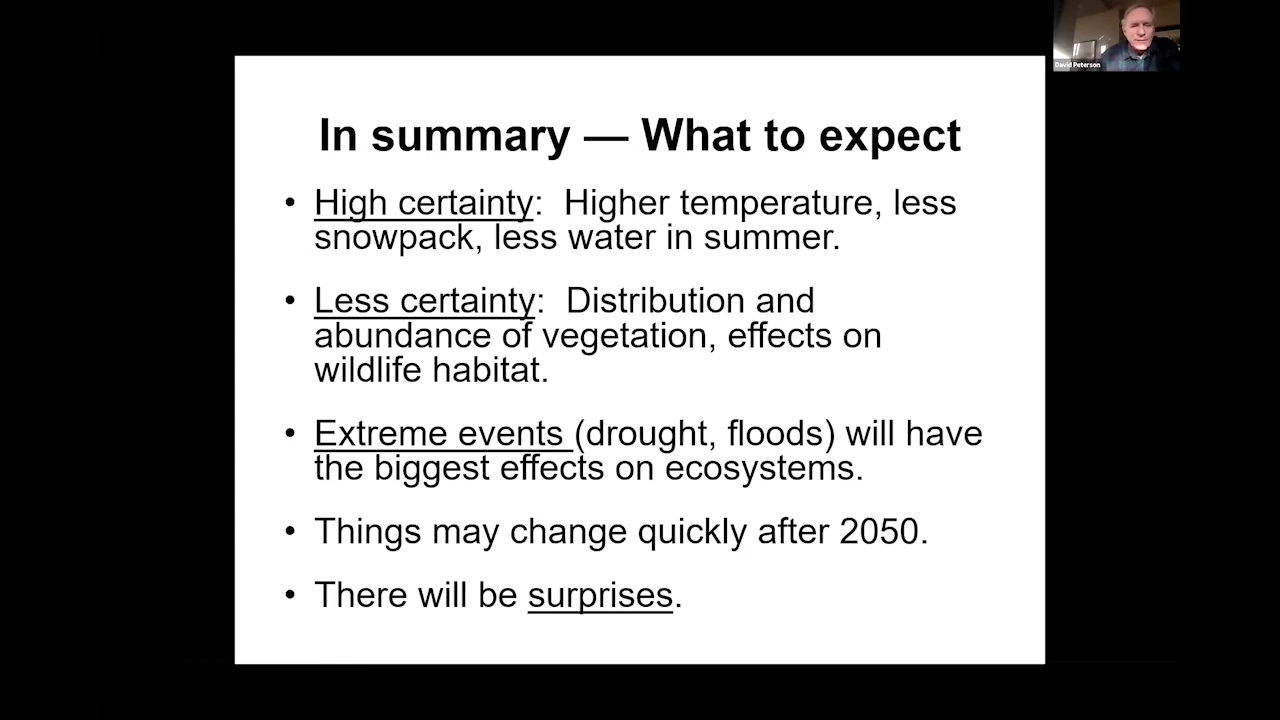 David Peterson
In summary — What to expect
• High certainty:  Higher temperature, less
snowpack, less water in summer.
• Less certainty:  Distribution and
abundance of vegetation, effects on
wildlife habitat.
• Extreme events (drought, floods) will have
the biggest effects on ecosystems.
• Things may change quickly after 2050.
• There will be surprises.